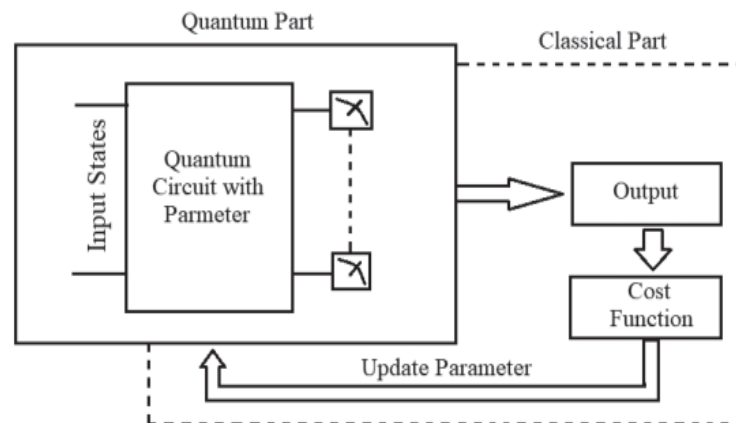 Quantum Part
Classical Part
Input States
Quantum
Circuit with
Parmeter
Output
Cost
Function
Update Parameter